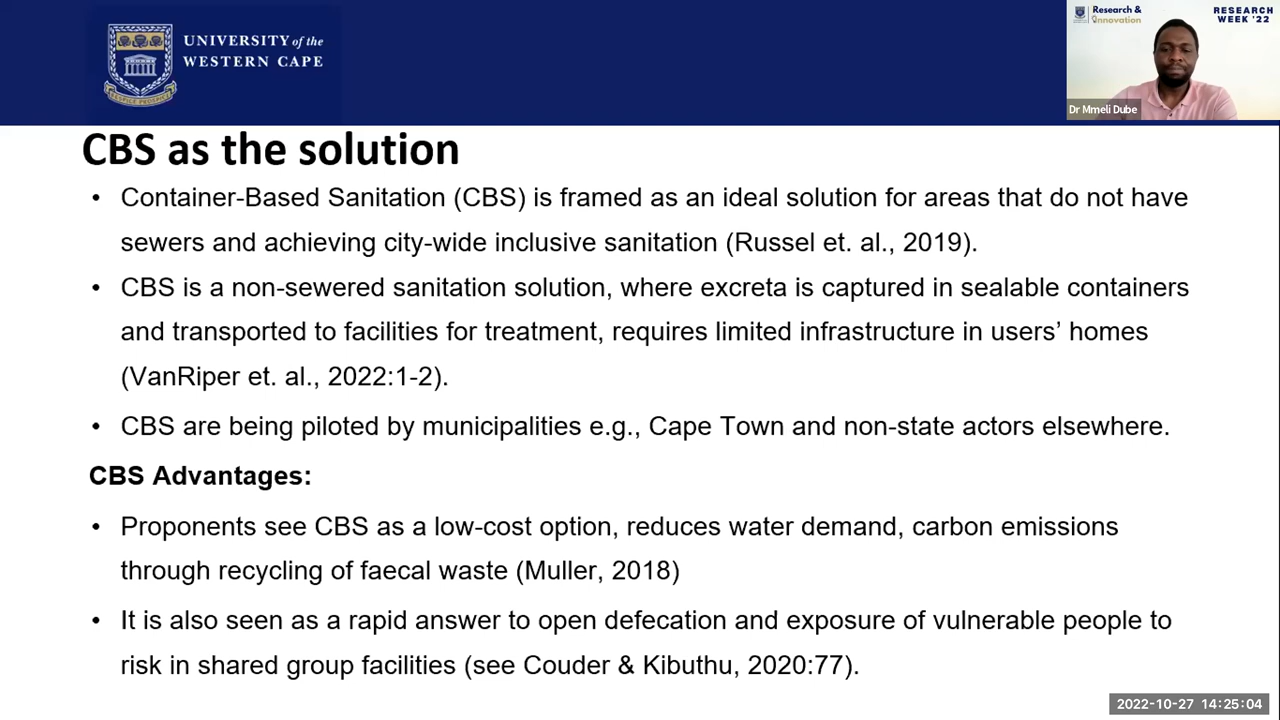 UNIVERSITY of the
WESTERN CAPE
Research &
Innovation
RESEARCH
WEEK '22
Dr Mmeli Dube
CBS as the solution
• Container-Based Sanitation (CBS) is framed as an ideal solution for areas that do not have
sewers and achieving city-wide inclusive sanitation (Russel et. al., 2019).
• CBS is a non-sewered sanitation solution, where excreta is captured in sealable containers
and transported to facilities for treatment, requires limited infrastructure in users’ homes
(VanRiper et. al., 2022:1-2).
• CBS are being piloted by municipalities e.g., Cape Town and non-state actors elsewhere.
CBS Advantages:
• Proponents see CBS as a low-cost option, reduces water demand, carbon emissions
through recycling of faecal waste (Muller, 2018)
• It is also seen as a rapid answer to open defecation and exposure of vulnerable people to
risk in shared group facilities (see Couder & Kibuthu, 2020:77).
2022-10-27 14:25:04